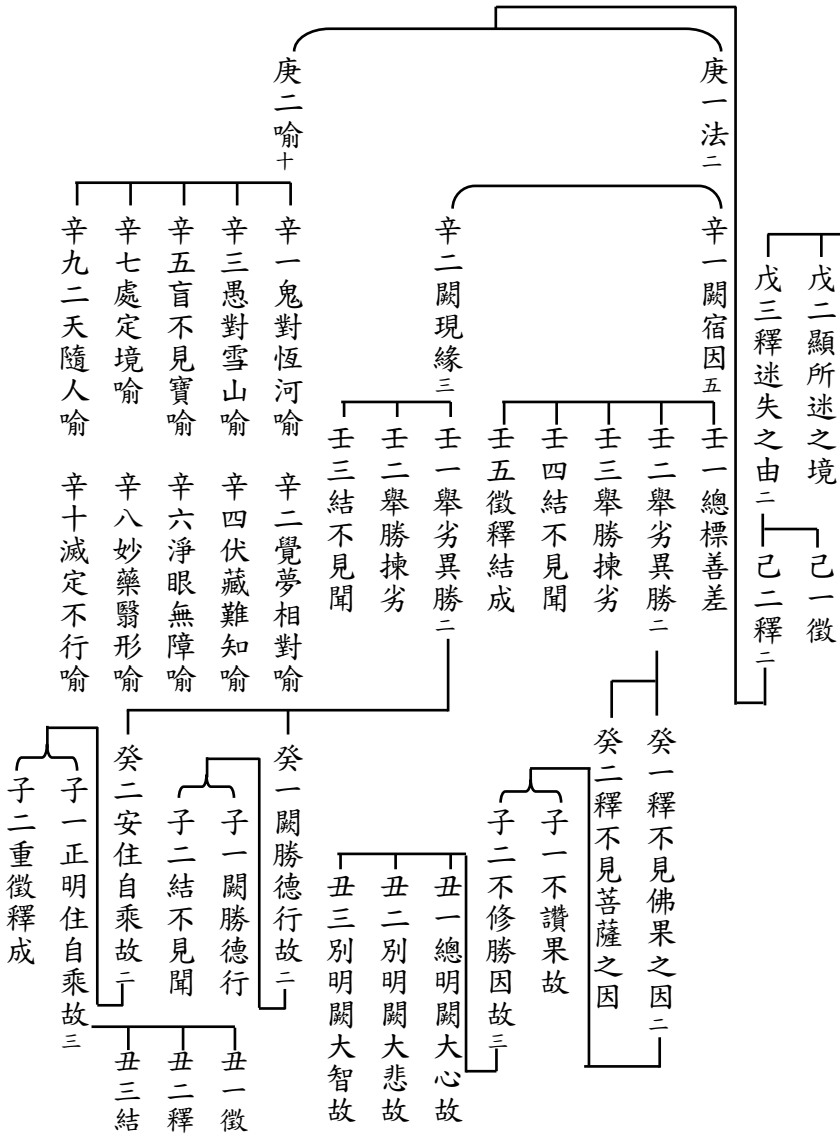 戊二顯所迷之境
戊三釋迷失之由二
己一徵
己二釋二
庚一法二
庚二喻十
辛一闕宿因五
辛二闕現緣三
辛一鬼對恆河喻
辛二覺夢相對喻
辛三愚對雪山喻
辛四伏藏難知喻
辛五盲不見寶喻
辛六淨眼無障喻
辛七處定境喻
辛八妙藥翳形喻
辛九二天隨人喻
辛十滅定不行喻
壬一總標善差
壬二舉劣異勝二
壬三舉勝揀劣
壬四結不見聞
壬五徵釋結成
壬一舉劣異勝二
壬二舉勝揀劣
壬三結不見聞
癸一釋不見佛果之因二
癸二釋不見菩薩之因
子一不讚果故
子二不修勝因故三
丑一總明闕大心故
丑二別明闕大悲故
丑三別明闕大智故
癸一闕勝德行故二
癸二安住自乘故二
子一闕勝德行
子二結不見聞
子一正明住自乘故三
子二重徵釋成
丑一徵
丑二釋
丑三結